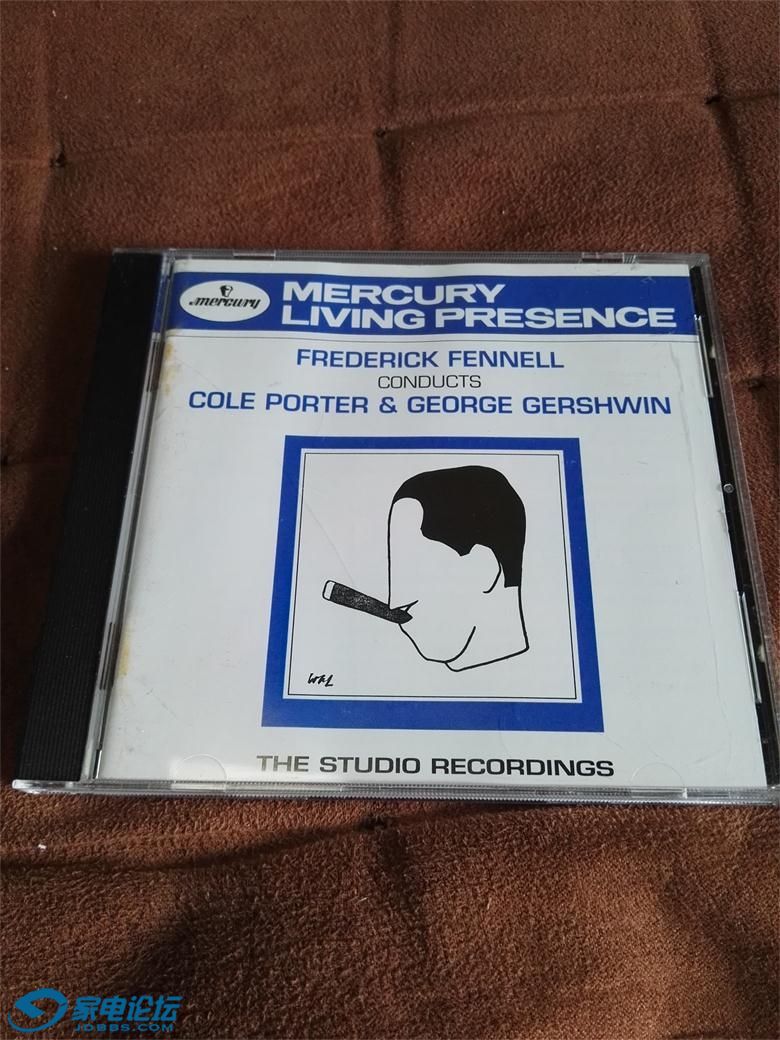 mercury
MERCURY
LIVING PRESENCE
FREDERICK FENNELL
CONDUCTS
COLE PORTER & GEORGE GERSHWIN
WAL
THE STUDIO RECORDINGS
家电论坛
JDBBS.COM